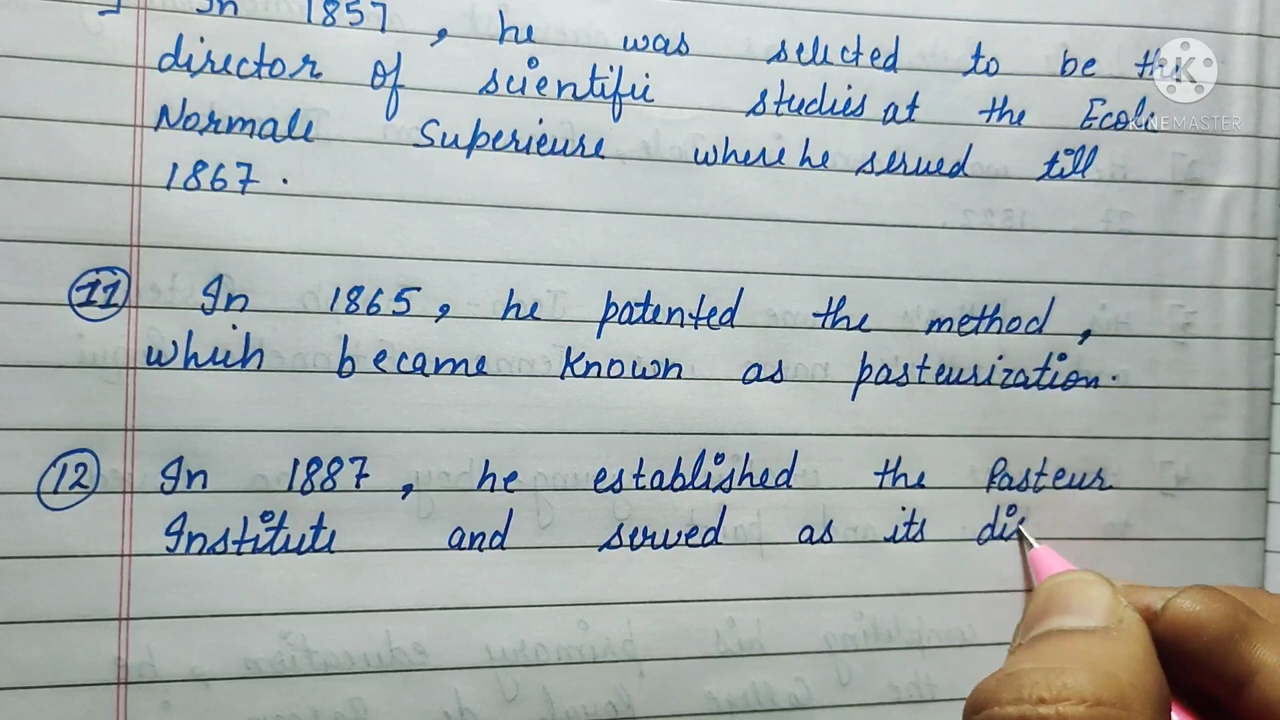 In 1857, he was selected to be the
director of scientific studies at the Ecole
Normale Superieure where he served till
1867.
KINEMASTER
11 In 1865, he patented the method,
which became known as pasteurization.
12 In 1887, he established the Pasteur
Institute and served as its di